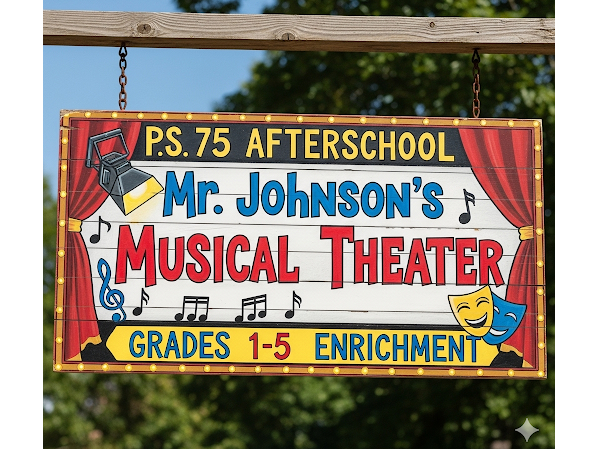 P.S. 75 AFTERSCHOOL
Mr. Johnson's
MUSICAL THEATER
GRADES 1-5 ENRICHMENT